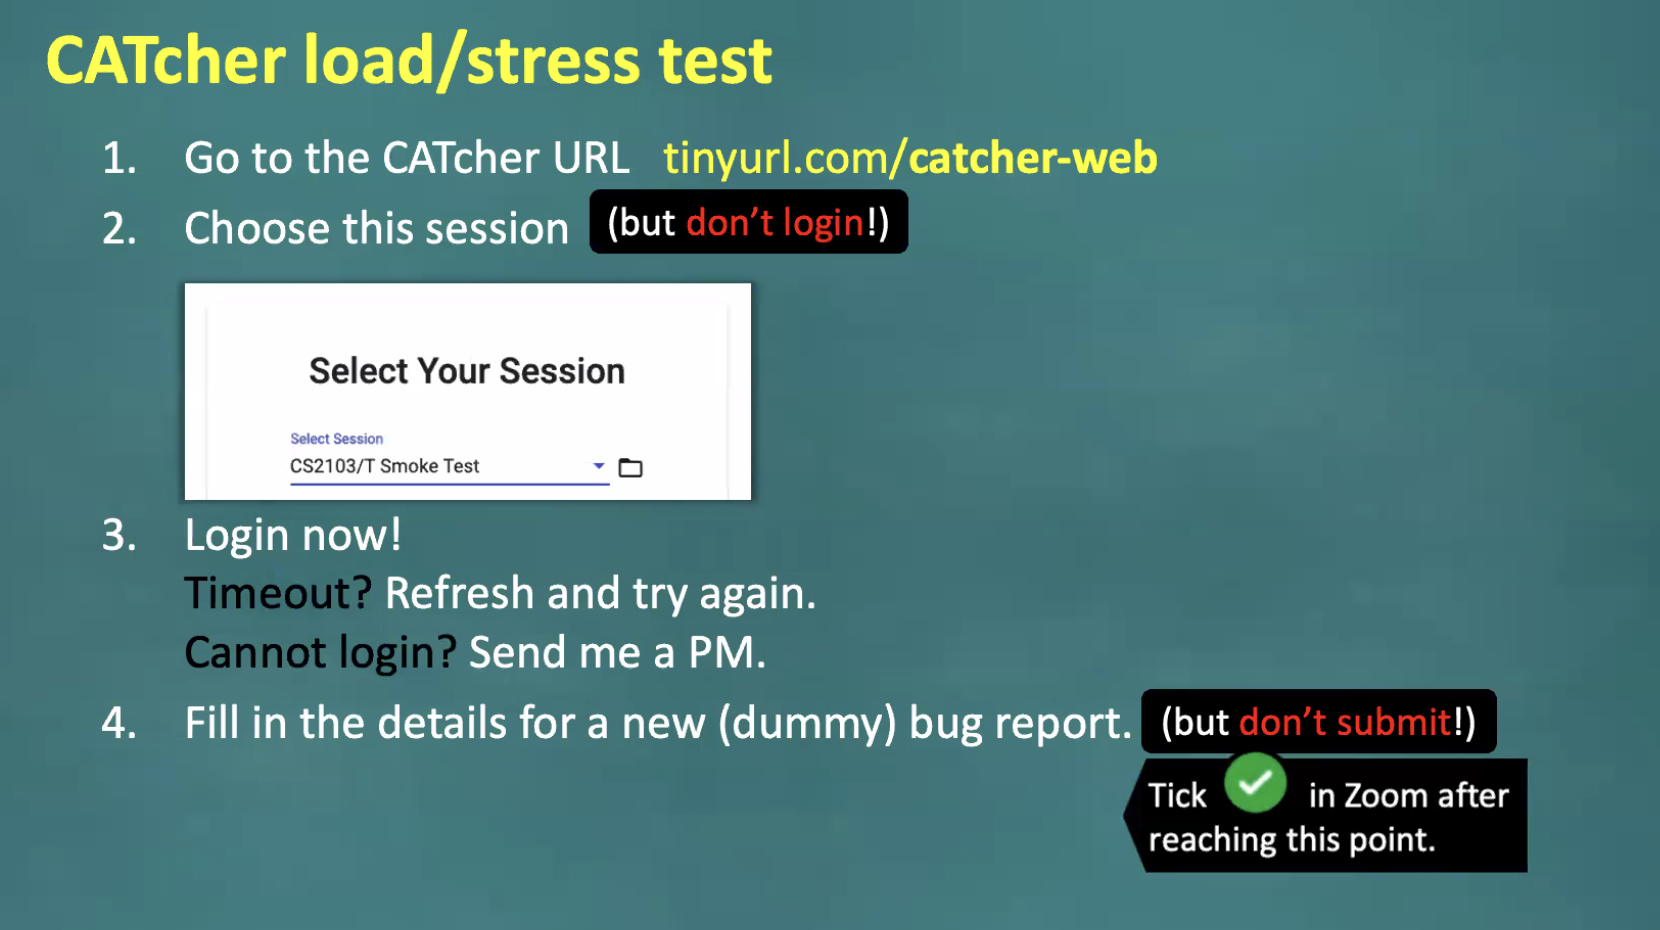 CATcher load/stress test
1. Go to the CATcher URL tinyurl.com/catcher-web
2. Choose this session (but don't login!)
Select Your Session
Select Session
CS2103/T Smoke Test
3. Login now!
Timeout? Refresh and try again.
Cannot login? Send me a PM.
4. Fill in the details for a new (dummy) bug report. (but don't submit!)
Tick in Zoom after
reaching this point.